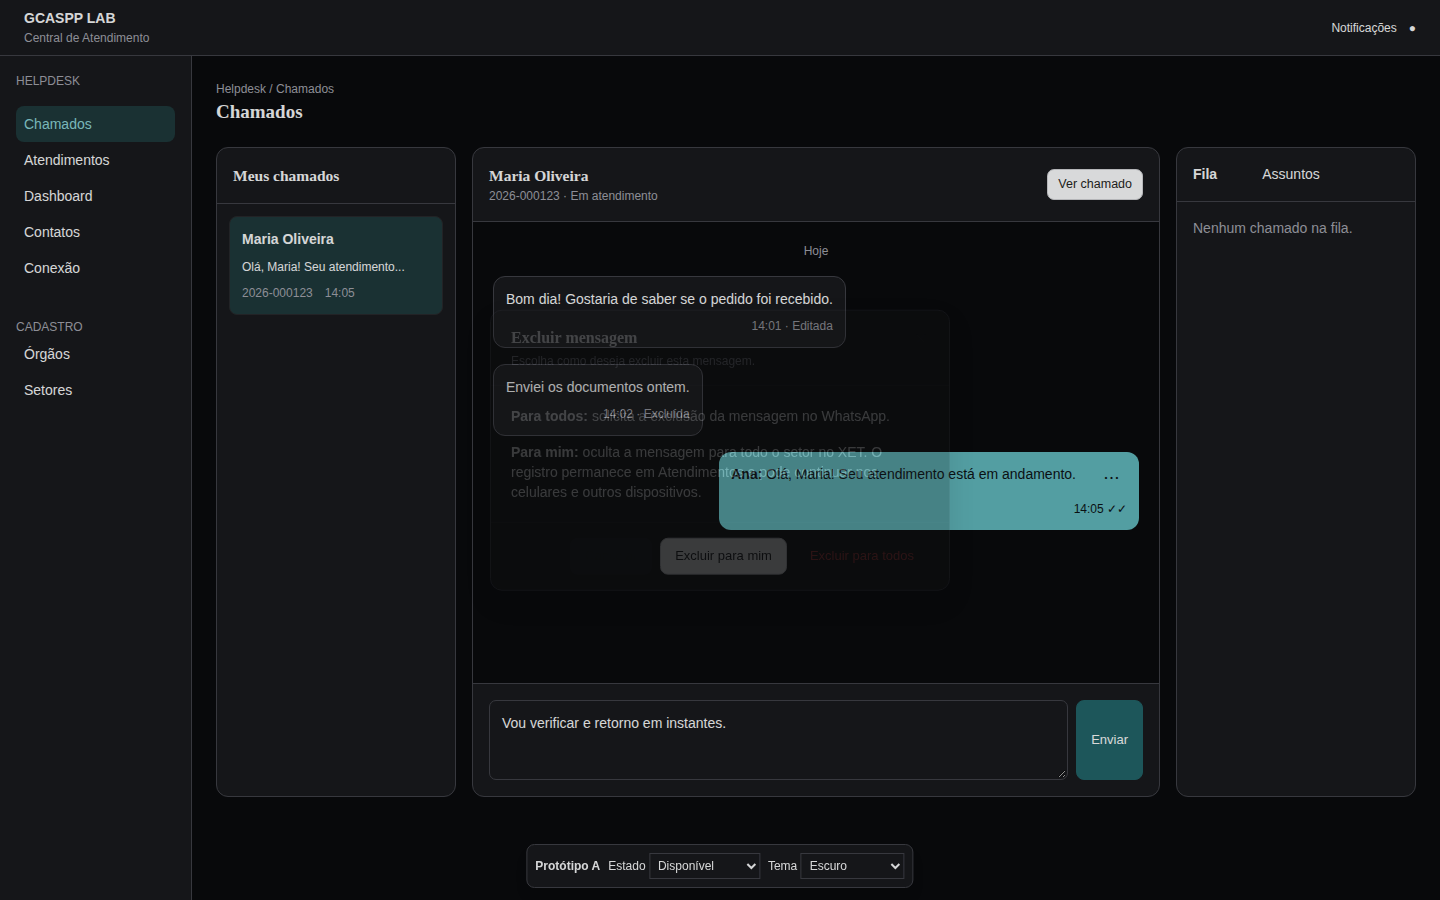 GCASPP LAB
Central de Atendimento
Notificações
HELPDESK
Chamados
Atendimentos
Dashboard
Contatos
Conexão
CADASTRO
Órgãos
Setores
Helpdesk / Chamados
Chamados
Meus chamados
Maria Oliveira
Olá, Maria! Seu atendimento...
2026-000123 14:05
Maria Oliveira
2026-000123 · Em atendimento
Ver chamado
Hoje
Bom dia! Gostaria de saber se o pedido foi recebido.
14:01 · Editada
Enviei os documentos ontem.
14:02 · Excluída
Ana: Olá, Maria! Seu atendimento está em andamento. ...
14:05 ✓✓
Excluir mensagem
Escolha como deseja excluir esta mensagem.
Para todos: solicita a exclusão da mensagem no WhatsApp.
Para mim: oculta a mensagem para todo o setor no XET. O
registro permanece em Atendimentos e pode continuar nos
celulares e outros dispositivos.
Excluir para mim
Excluir para todos
Vou verificar e retorno em instantes.
Enviar
Fila Assuntos
Nenhum chamado na fila.
Protótipo A Estado Disponível Tema Escuro